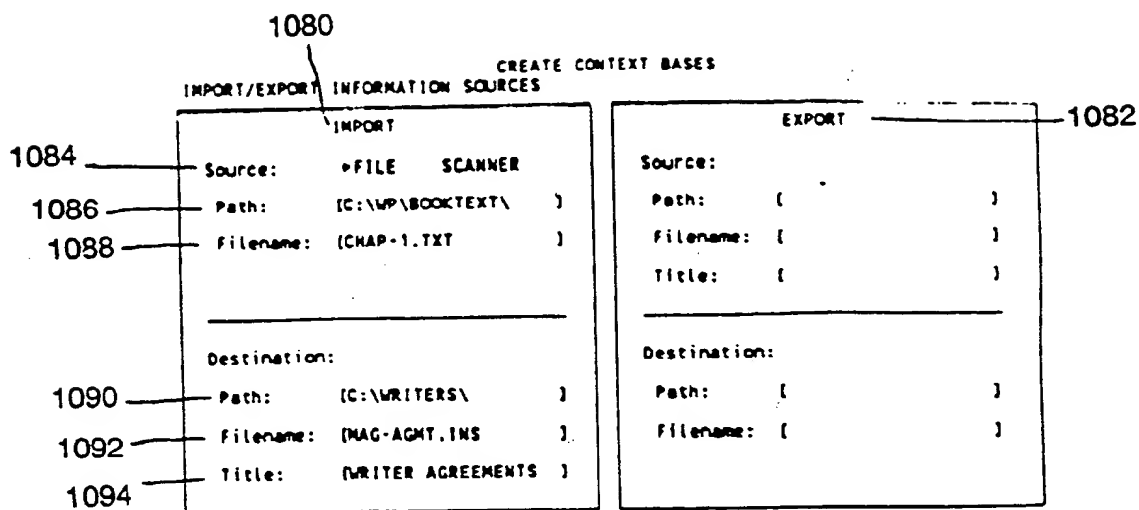 1080
CREATE CONTEXT BASES
IMPORT/EXPORT INFORMATION SOURCES
IMPORT
1084
Source: ▸FILE SCANNER
1086
Path: [C:\WP\BOOKTEXT\ ]
1088
Filename: [CHAP-1.TXT ]
Destination:
1090
Path: [C:\WRITERS\ ]
1092
Filename: [MAG-AGMT.INS ]
1094
Title: [WRITER AGREEMENTS ]
EXPORT
1082
Source:
Path: [ ]
Filename: [ ]
Title: [ ]
Destination:
Path: [ ]
Filename: [ ]